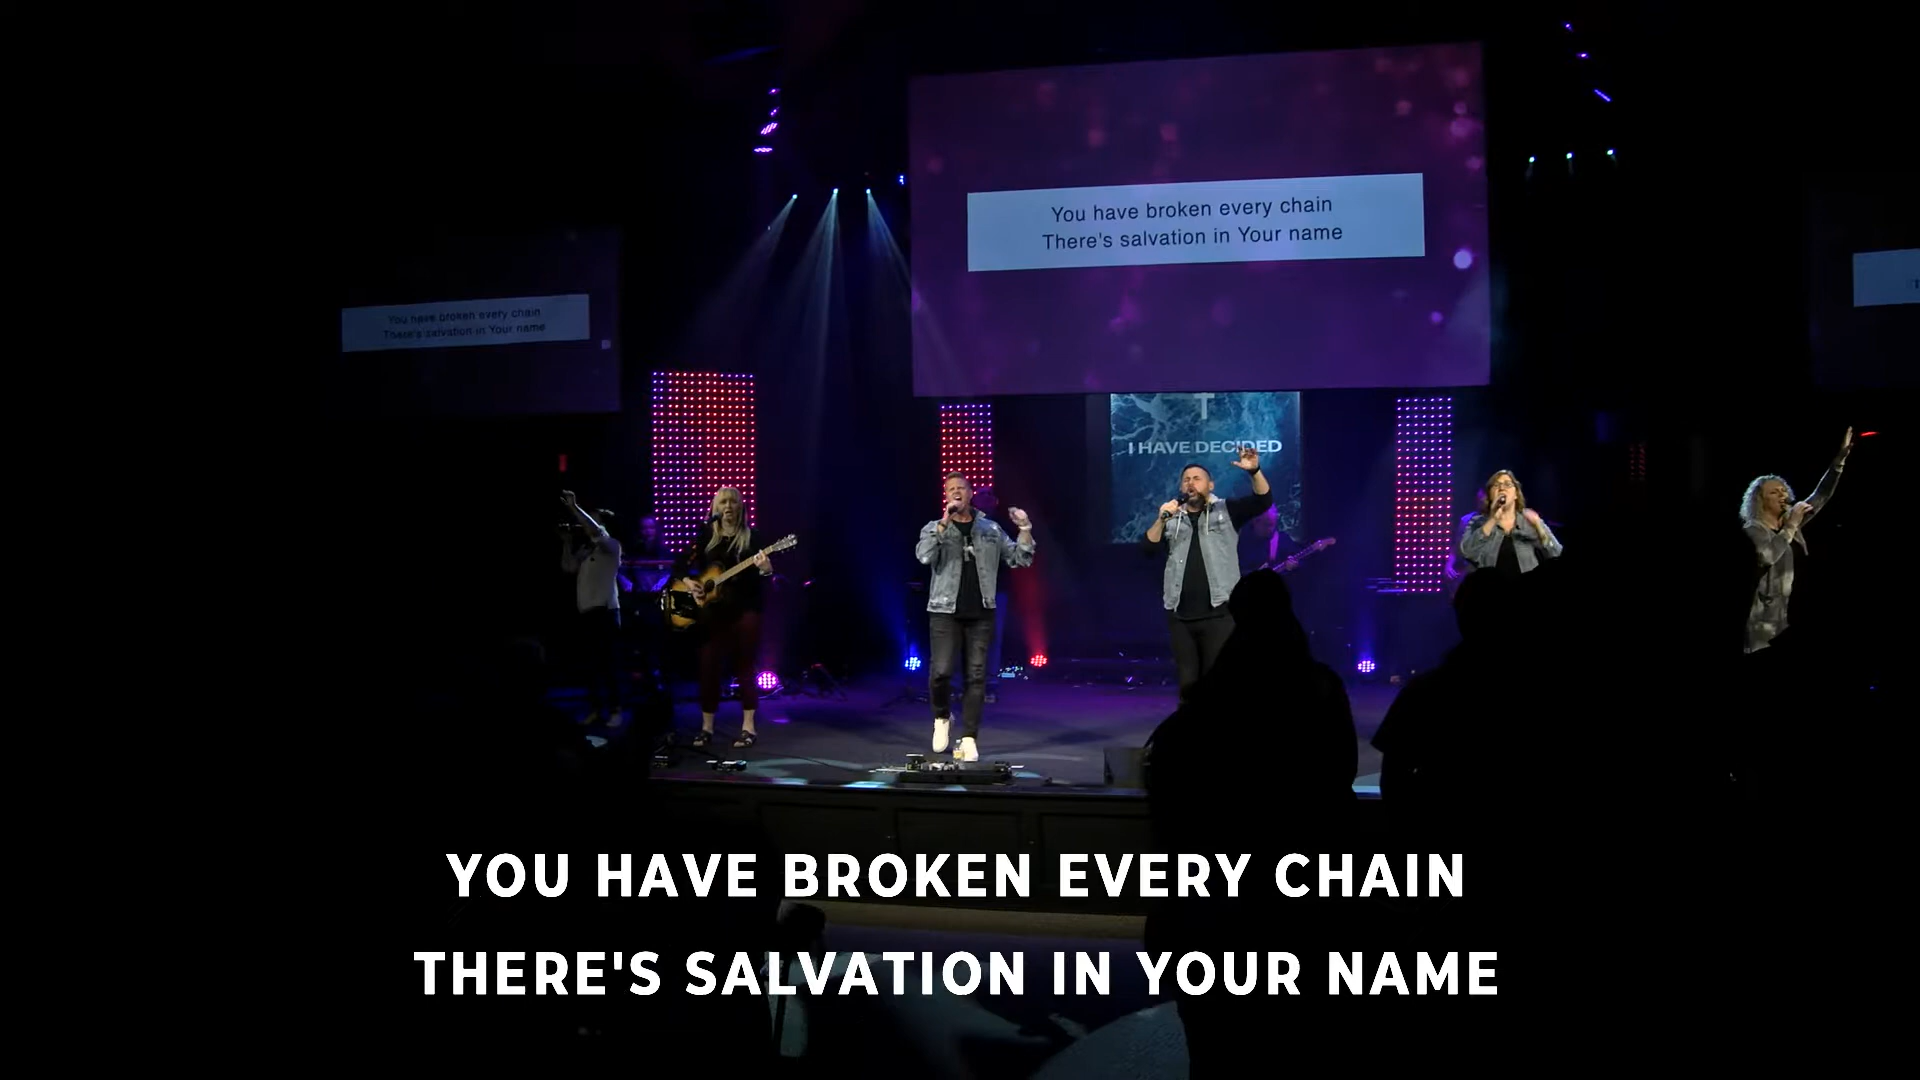 You have broken every chain
There's salvation in Your name
You have broken every chain
There's salvation in Your name
I HAVE DECIDED
YOU HAVE BROKEN EVERY CHAIN
THERE'S SALVATION IN YOUR NAME